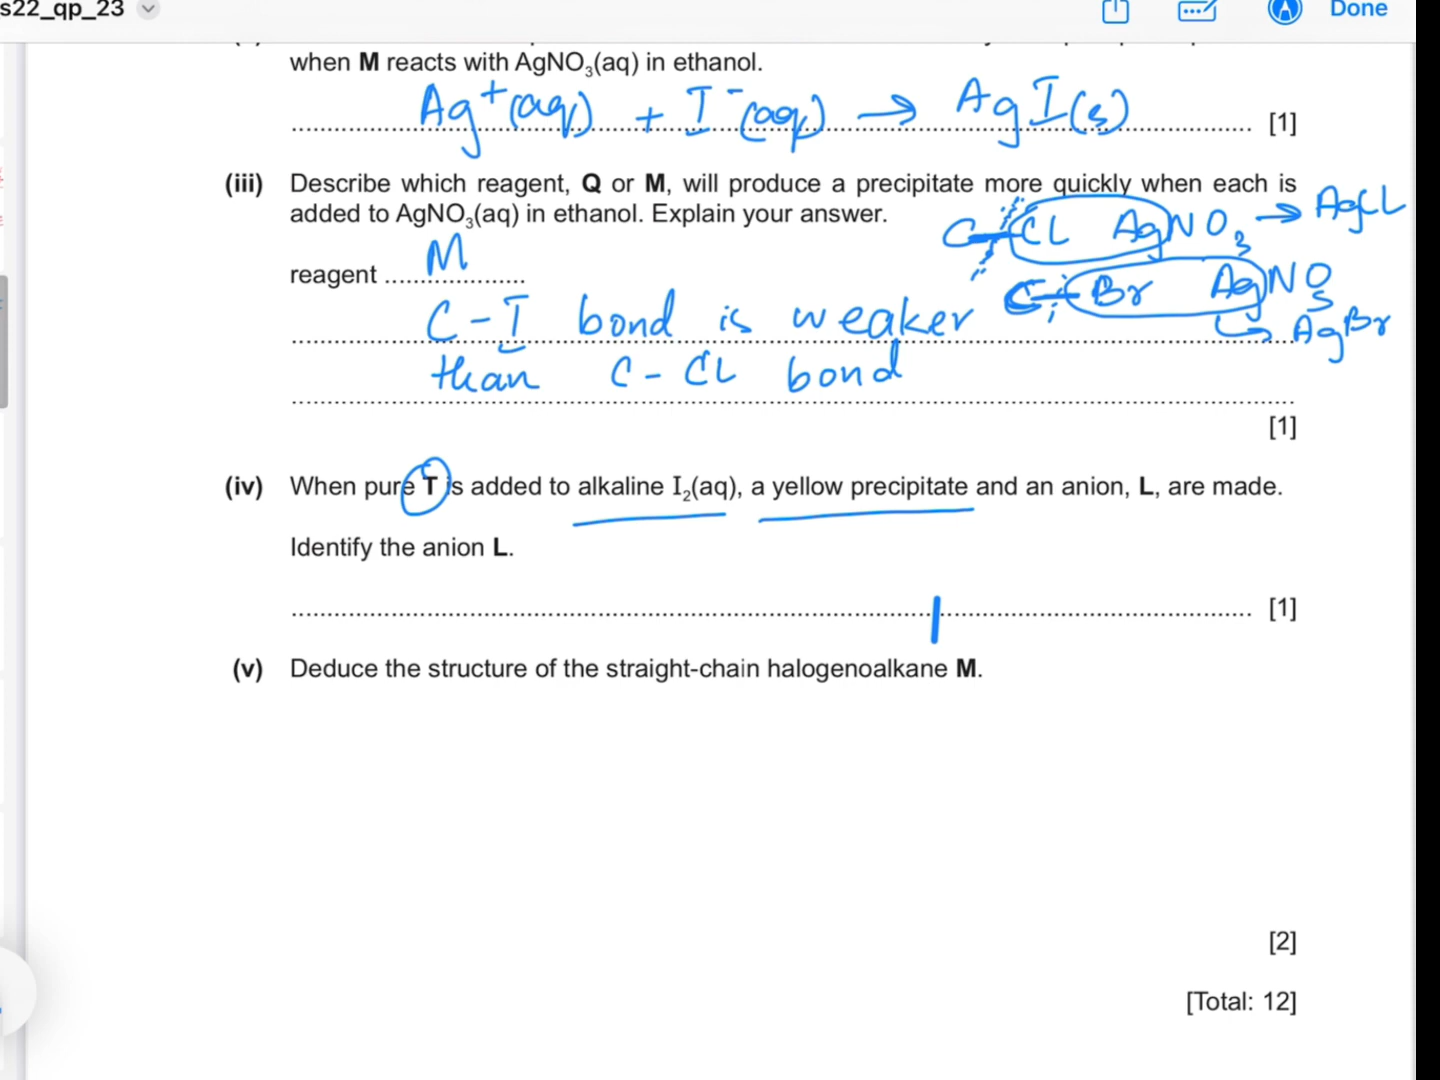 s22_qp_23
Done
when M reacts with AgNO₃(aq) in ethanol.
Ag⁺(aq) + I⁻(aq) → AgI(s)
[1]
(iii) Describe which reagent, Q or M, will produce a precipitate more quickly when each is
added to AgNO₃(aq) in ethanol. Explain your answer.
C-Cl AgNO₃ → AgCl
reagent M
C-Br AgNO₃
↳ AgBr
C-I bond is weaker
than C-Cl bond
[1]
(iv) When pure T is added to alkaline I₂(aq), a yellow precipitate and an anion, L, are made.
Identify the anion L.
[1]
(v) Deduce the structure of the straight-chain halogenoalkane M.
[2]
[Total: 12]